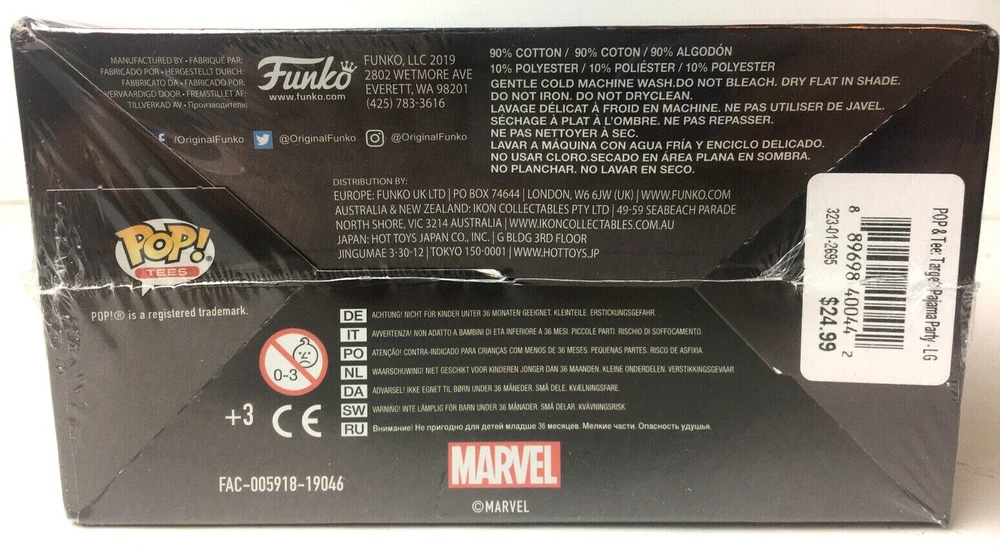 MANUFACTURED BY • FABRIQUÉ PAR:
FABRICADO POR • HERGESTELLT DURCH:
FABRICATO DA • FABRICADO POR:
VERVAARDIGD DOOR • FREMSTILLET AF:
TILLVERKAD AV • Производитель:
Funko
www.funko.com
FUNKO, LLC 2019
2802 WETMORE AVE
EVERETT, WA 98201
(425) 783-3616
/OriginalFunko @OriginalFunko @OriginalFunko
90% COTTON / 90% COTON / 90% ALGODÓN
10% POLYESTER / 10% POLIÉSTER / 10% POLYESTER
GENTLE COLD MACHINE WASH.DO NOT BLEACH. DRY FLAT IN SHADE.
DO NOT IRON. DO NOT DRYCLEAN.
LAVAGE DÉLICAT À FROID EN MACHINE. NE PAS UTILISER DE JAVEL.
SÉCHAGE À PLAT À L'OMBRE. NE PAS REPASSER.
NE PAS NETTOYER À SEC.
LAVAR A MÁQUINA CON AGUA FRÍA Y ENCICLO DELICADO.
NO USAR CLORO.SECADO EN ÁREA PLANA EN SOMBRA.
NO PLANCHAR. NO LAVAR EN SECO.
DISTRIBUTION BY:
EUROPE: FUNKO UK LTD | PO BOX 74644 | LONDON, W6 6JW (UK) | WWW.FUNKO.COM
AUSTRALIA & NEW ZEALAND: IKON COLLECTABLES PTY LTD | 49-59 SEABEACH PARADE
NORTH SHORE, VIC 3214 AUSTRALIA | WWW.IKONCOLLECTABLES.COM.AU
JAPAN: HOT TOYS JAPAN CO., INC. | G BLDG 3RD FLOOR
JINGUMAE 3-30-12 | TOKYO 150-0001 | WWW.HOTTOYS.JP
POP!®
TEES
POP!® is a registered trademark.
POP & Tee: Target Pajama Party - LG
8 89698 40044 2
323-01-2695 $24.99
DE ACHTUNG! NICHT FÜR KINDER UNTER 36 MONATEN GEEIGNET. KLEINTEILE. ERSTICKUNGSGEFAHR.
IT AVVERTENZA! NON ADATTO A BAMBINI DI ETÀ INFERIORE A 36 MESI. PICCOLE PARTI. RISCHIO DI SOFFOCAMENTO.
PO ATENÇÃO! CONTRA-INDICADO PARA CRIANÇAS COM MENOS DE 36 MESES. PEQUENAS PARTES. RISCO DE ASFIXIA.
NL WAARSCHUWING! NIET GESCHIKT VOOR KINDEREN JONGER DAN 36 MAANDEN. KLEINE ONDERDELEN. VERSTIKKINGSGEVAAR
DA ADVARSEL! IKKE EGNET TIL BØRN UNDER 36 MÅNEDER. SMÅ DELE. KVÆLNINGSFARE.
SW VARNING! INTE LÄMPLIG FÖR BARN UNDER 36 MÅNADER. SMÅ DELAR. KVÄVNINGSRISK.
RU Внимание! Не пригодно для детей младше 36 месяцев. Мелкие части. Опасность удушья.
0-3
+3 CE
MARVEL
FAC-005918-19046
©MARVEL